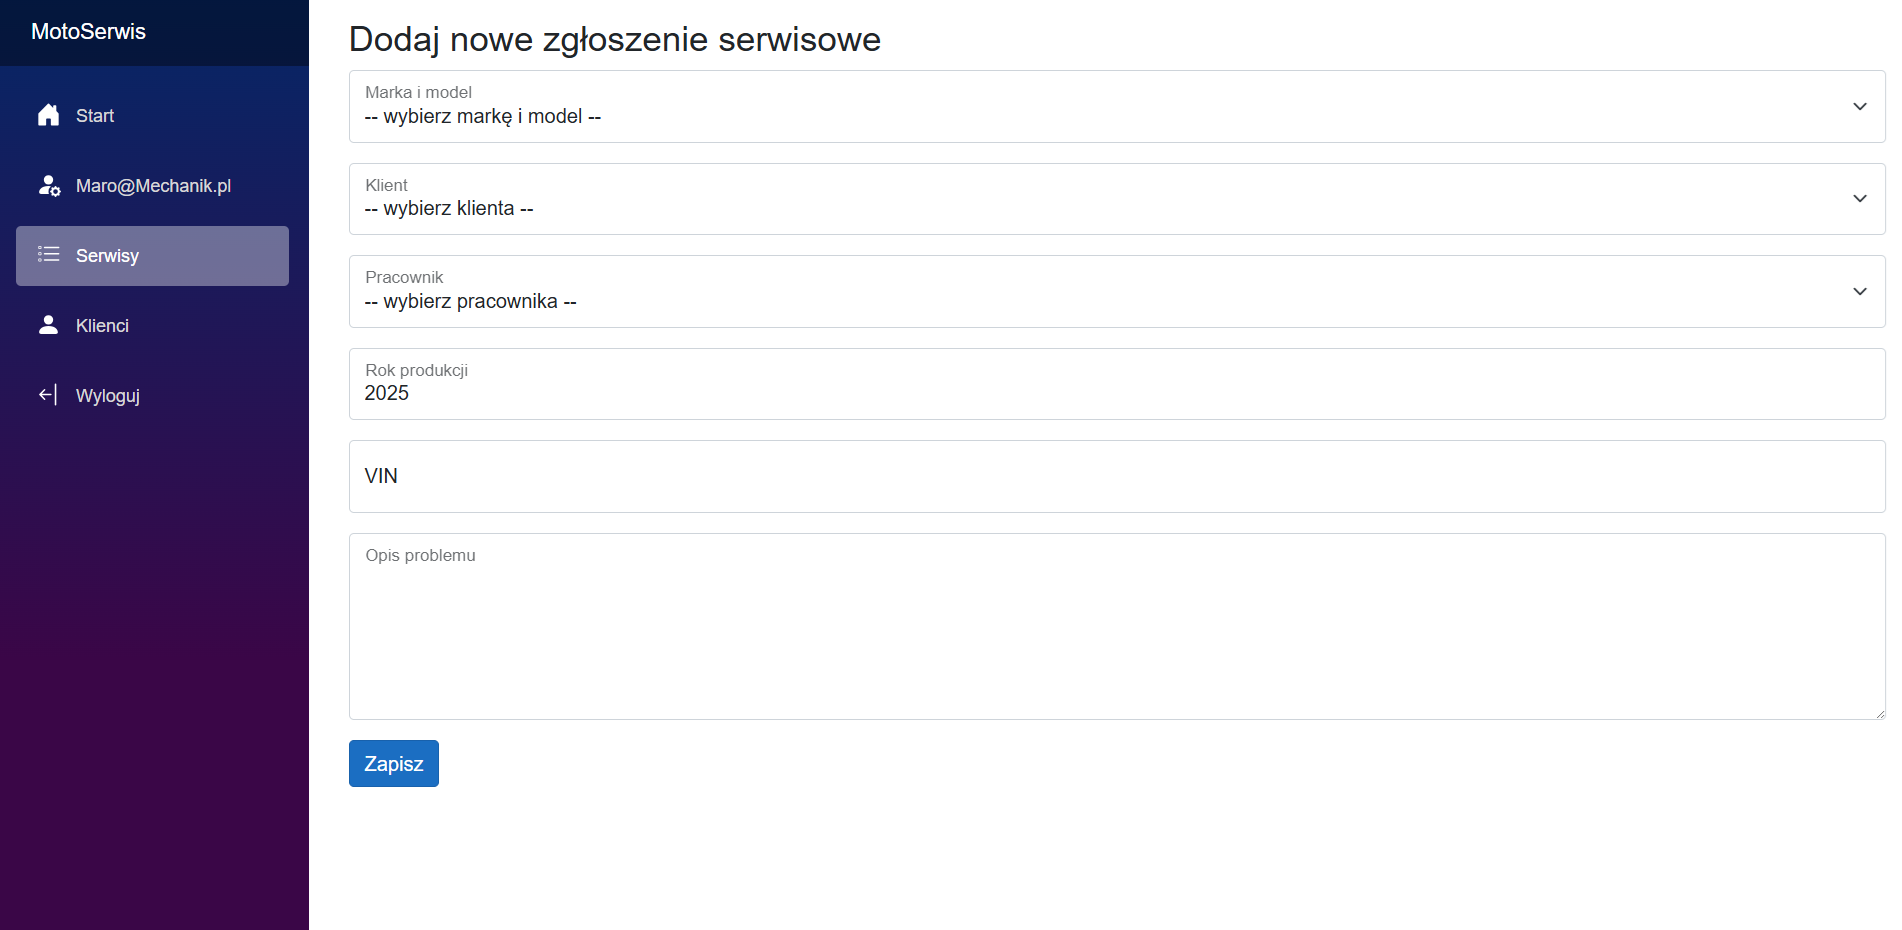 MotoSerwis
Start
Maro@Mechanik.pl
Serwisy
Klienci
Wyloguj
Dodaj nowe zgłoszenie serwisowe
Marka i model
-- wybierz markę i model --
Klient
-- wybierz klienta --
Pracownik
-- wybierz pracownika --
Rok produkcji
2025
VIN
Opis problemu
Zapisz